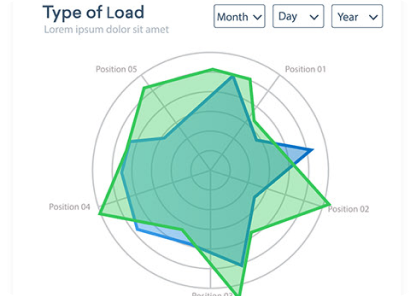 Type of Load
Lorem ipsum dolor sit amet
Month
Day
Year
Position 05
Position 01
Position 04
Position 02
Position 03